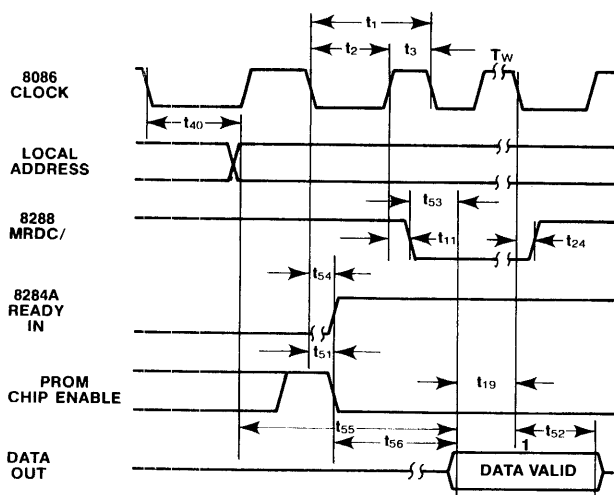 t1
t2
t3
TW
8086
CLOCK
t40
LOCAL
ADDRESS
t53
8288
MRDC/
t11
t24
t54
8284A
READY
IN
t51
PROM
CHIP ENABLE
t19
t55
t56
t52
1
DATA
OUT
DATA VALID